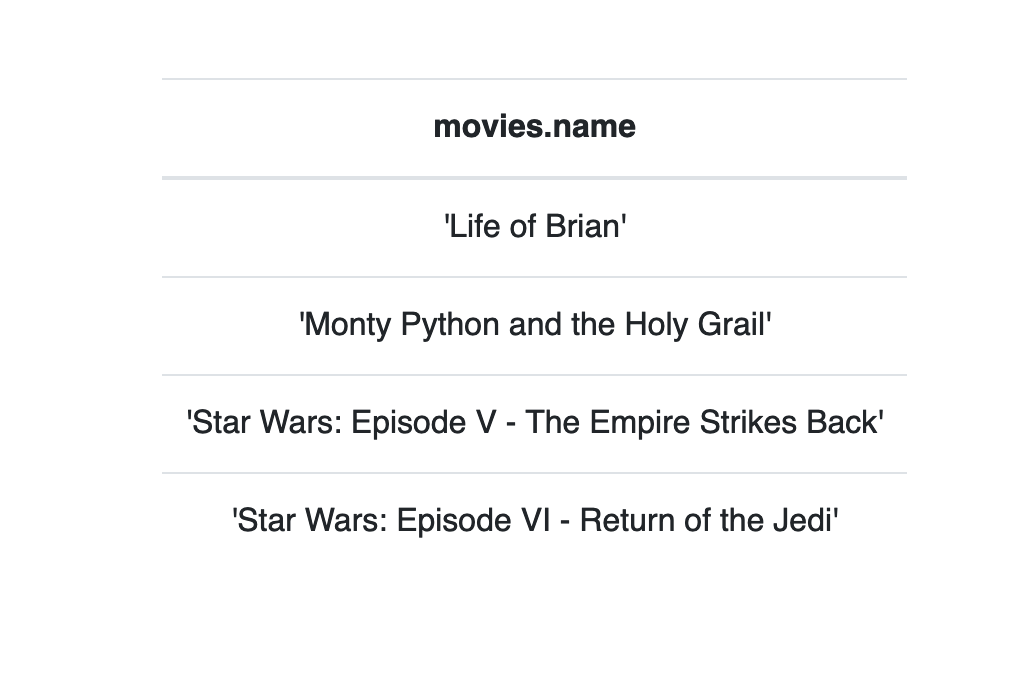 movies.name
'Life of Brian'
'Monty Python and the Holy Grail'
'Star Wars: Episode V - The Empire Strikes Back'
'Star Wars: Episode VI - Return of the Jedi'